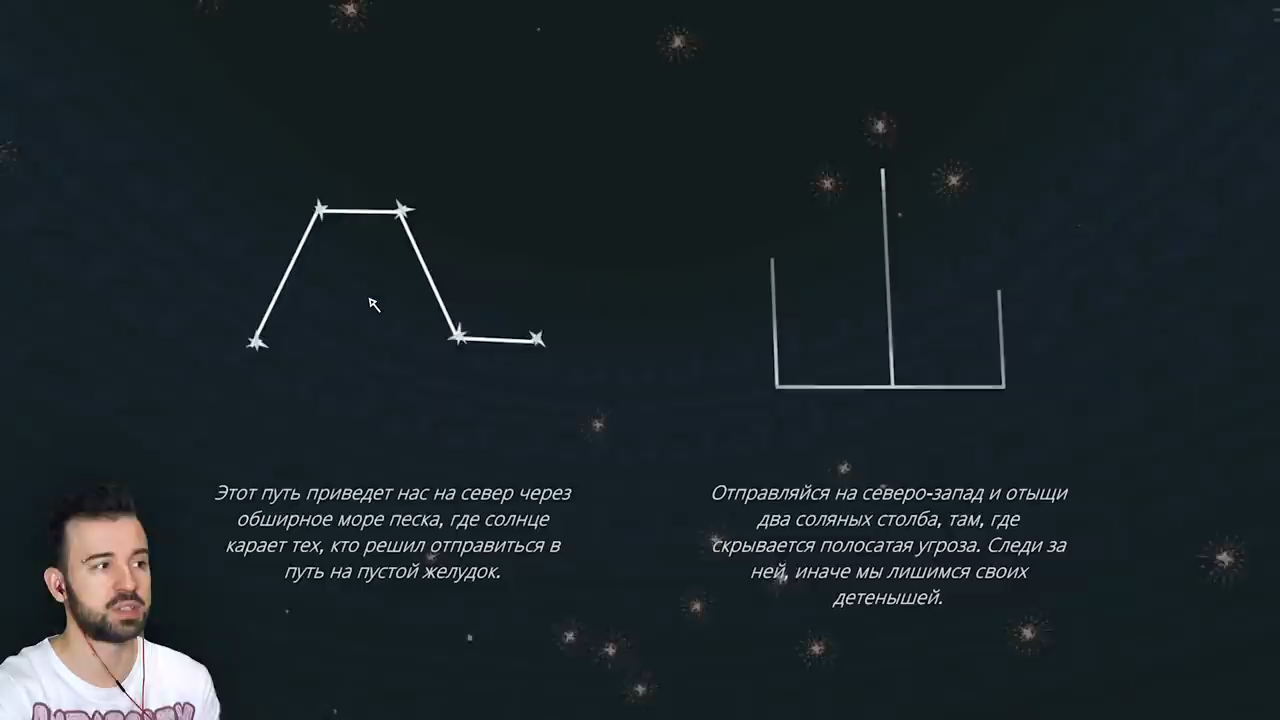 Этот путь приведет нас на север через
обширное море песка, где солнце
карает тех, кто решил отправиться в
путь на пустой желудок.
Отправляйся на северо-запад и отыщи
два соляных столба, там, где
скрывается полосатая угроза. Следи за
ней, иначе мы лишимся своих
детенышей.